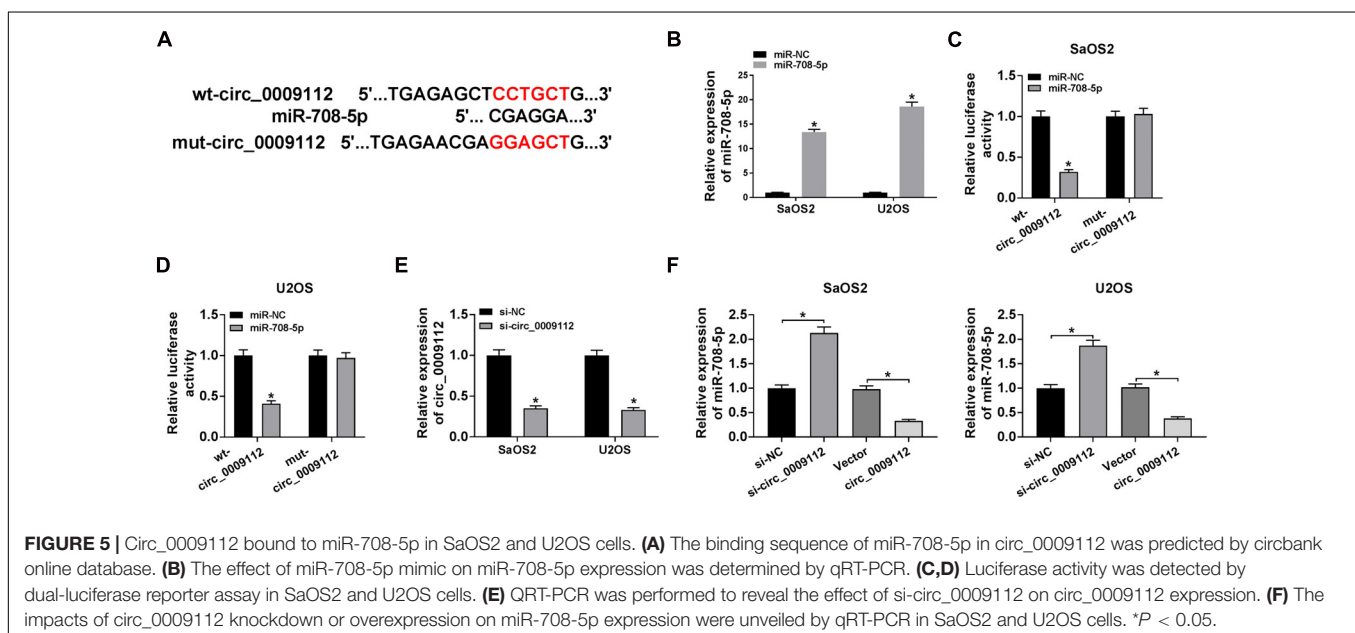 A
wt-circ_0009112 5'...TGAGAGCTCCTGCTG...3'
miR-708-5p 5'... CGAGGA...3'
mut-circ_0009112 5'...TGAGAACGAGGAGCTG...3'
B
miR-NC
miR-708-5p
Relative expression
of miR-708-5p
25
20
15
10
5
0
*
*
SaOS2
U2OS
C
SaOS2
miR-NC
miR-708-5p
Relative luciferase
activity
1.5
1.0
0.5
0.0
*
wt-
circ_0009112
mut-
circ_0009112
D
U2OS
miR-NC
miR-708-5p
Relative luciferase
activity
1.5
1.0
0.5
0.0
*
wt-
circ_0009112
mut-
circ_0009112
E
si-NC
si-circ_0009112
Relative expression
of circ_0009112
1.5
1.0
0.5
0.0
*
*
SaOS2
U2OS
F
SaOS2
Relative expression
of miR-708-5p
2.5
2.0
1.5
1.0
0.5
0.0
*
*
si-NC
si-circ_0009112
Vector
circ_0009112
U2OS
Relative expression
of miR-708-5p
2.5
2.0
1.5
1.0
0.5
0.0
*
*
si-NC
si-circ_0009112
Vector
circ_0009112
FIGURE 5 | Circ_0009112 bound to miR-708-5p in SaOS2 and U2OS cells. (A) The binding sequence of miR-708-5p in circ_0009112 was predicted by circbank
online database. (B) The effect of miR-708-5p mimic on miR-708-5p expression was determined by qRT-PCR. (C,D) Luciferase activity was detected by
dual-luciferase reporter assay in SaOS2 and U2OS cells. (E) QRT-PCR was performed to reveal the effect of si-circ_0009112 on circ_0009112 expression. (F) The
impacts of circ_0009112 knockdown or overexpression on miR-708-5p expression were unveiled by qRT-PCR in SaOS2 and U2OS cells. *P < 0.05.